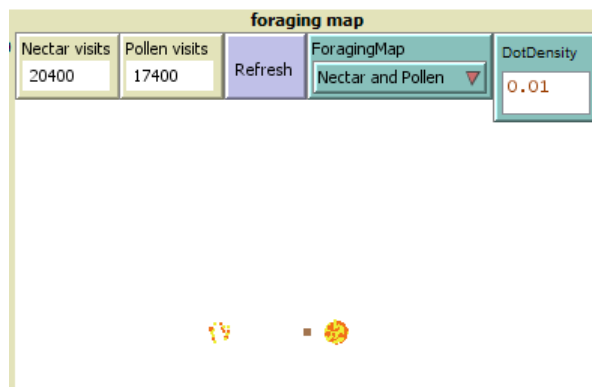 foraging map
Nectar visits
20400
Pollen visits
17400
Refresh
ForagingMap
Nectar and Pollen
DotDensity
0.01